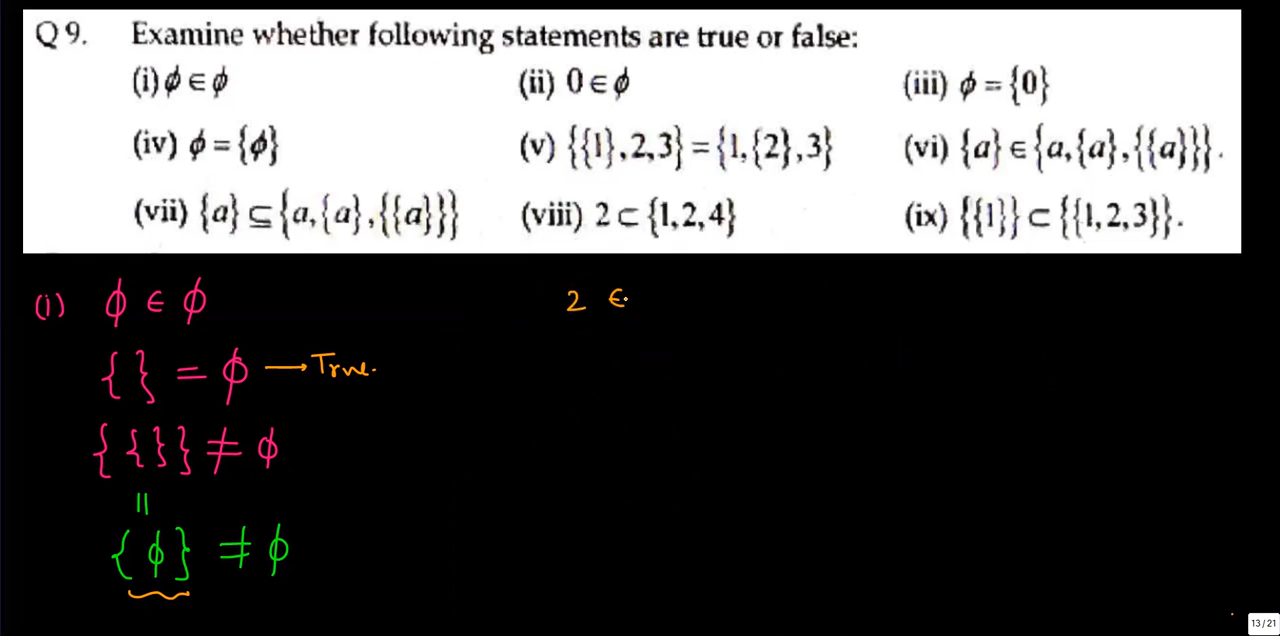 Q 9. Examine whether following statements are true or false:
(i) ϕ ∈ ϕ (ii) 0 ∈ ϕ (iii) ϕ = {0}
(iv) ϕ = {ϕ} (v) {{1},2,3} = {1,{2},3} (vi) {a} ∈ {a,{a},{{a}}}.
(vii) {a} ⊆ {a,{a},{{a}}} (viii) 2 ⊂ {1,2,4} (ix) {{1}} ⊂ {{1,2,3}}.
(i) ϕ ∈ ϕ 2 ∈
{ } = ϕ → True.
{ { } } ≠ ϕ
||
{ ϕ } ≠ ϕ
13/21